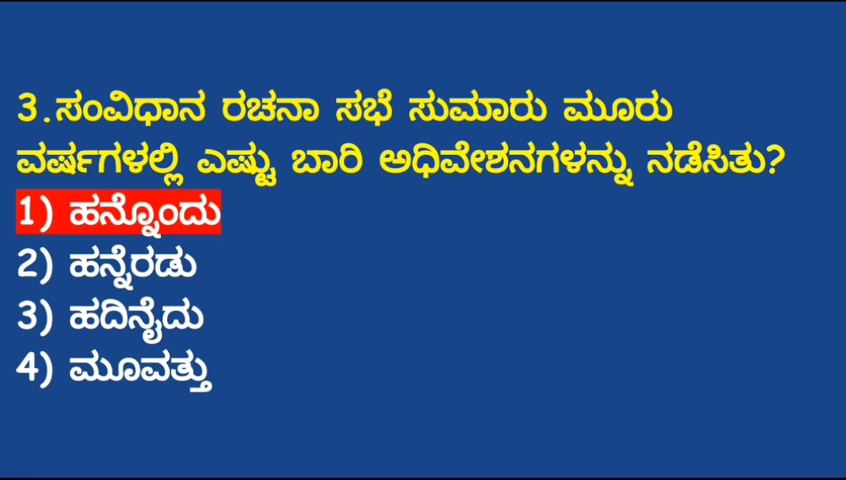 3.ಸಂವಿಧಾನ ರಚನಾ ಸಭೆ ಸುಮಾರು ಮೂರು
ವರ್ಷಗಳಲ್ಲಿ ಎಷ್ಟು ಬಾರಿ ಅಧಿವೇಶನಗಳನ್ನು ನಡೆಸಿತು?
1) ಹನ್ನೊಂದು
2) ಹನ್ನೆರಡು
3) ಹದಿನೈದು
4) ಮೂವತ್ತು